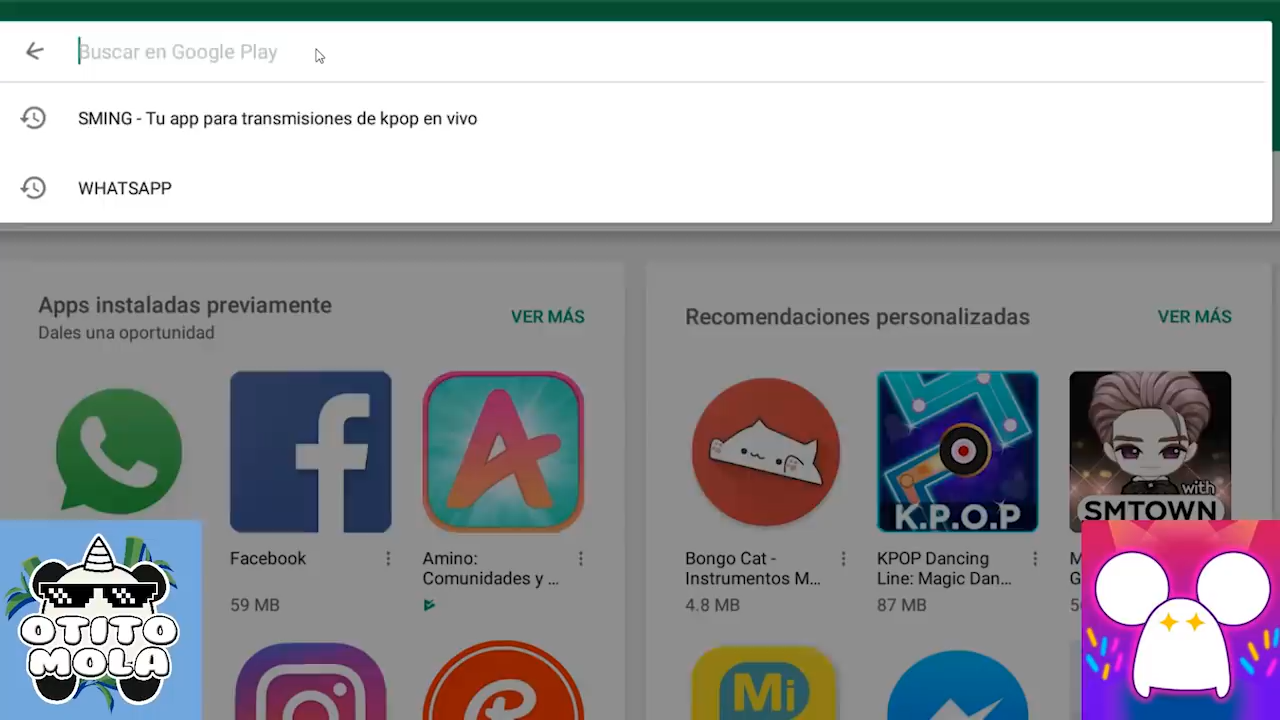 Buscar en Google Play
SMING - Tu app para transmisiones de kpop en vivo
WHATSAPP
Apps instaladas previamente
Dales una oportunidad
VER MÁS
Recomendaciones personalizadas
VER MÁS
K.P.O.P
with
SMTOWN
Facebook
59 MB
Amino:
Comunidades y ...
Bongo Cat -
Instrumentos M...
4.8 MB
KPOP Dancing
Line: Magic Dan...
87 MB
OTITO
MOLA
Mi